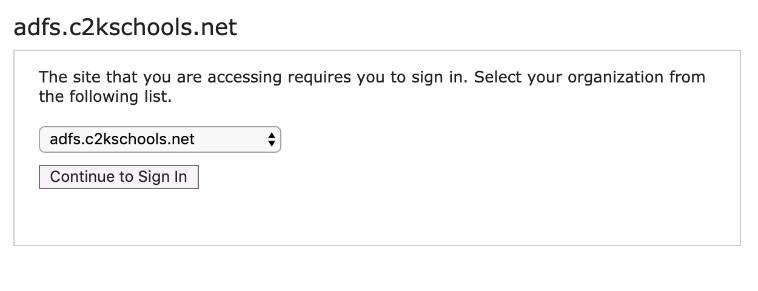 adfs.c2kschools.net
The site that you are accessing requires you to sign in. Select your organization from
the following list.
adfs.c2kschools.net
Continue to Sign In